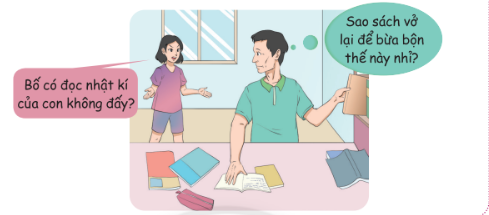 Bố có đọc nhật kí
của con không đấy?
Sao sách vở
lại để bừa bộn
thế này nhỉ?